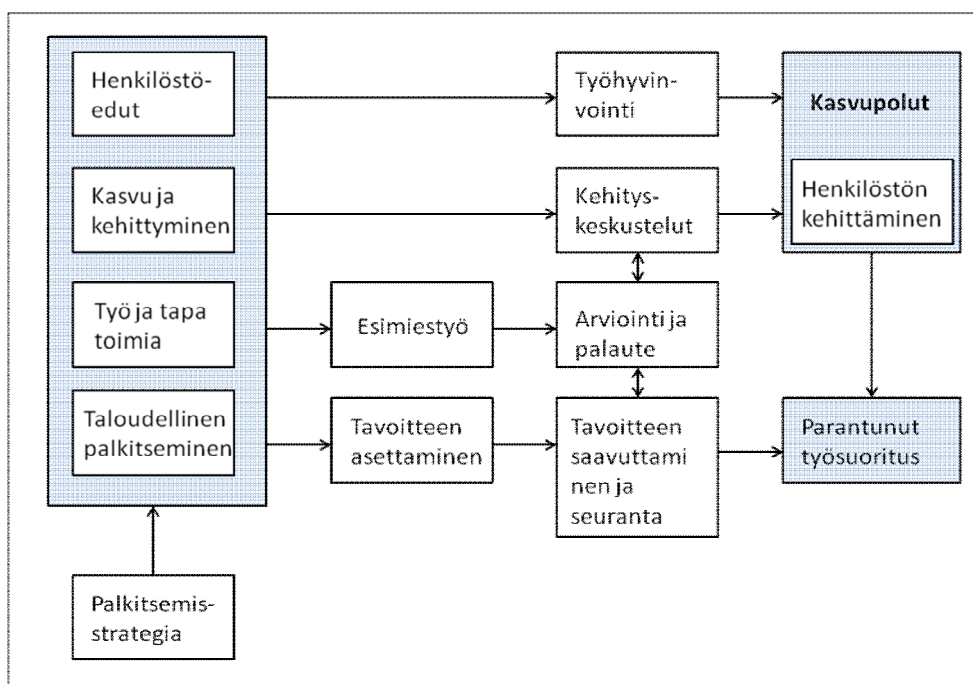 Henkilöstö-
edut
Työhyvin-
vointi
Kasvupolut
Kasvu ja
kehittyminen
Kehitys-
keskustelut
Henkilöstön
kehittäminen
Työ ja tapa
toimia
Esimiestyö
Arviointi ja
palaute
Taloudellinen
palkitseminen
Tavoitteen
asettaminen
Tavoitteen
saavuttami
nen ja
seuranta
Parantunut
työsuoritus
Palkitsemis-
strategia